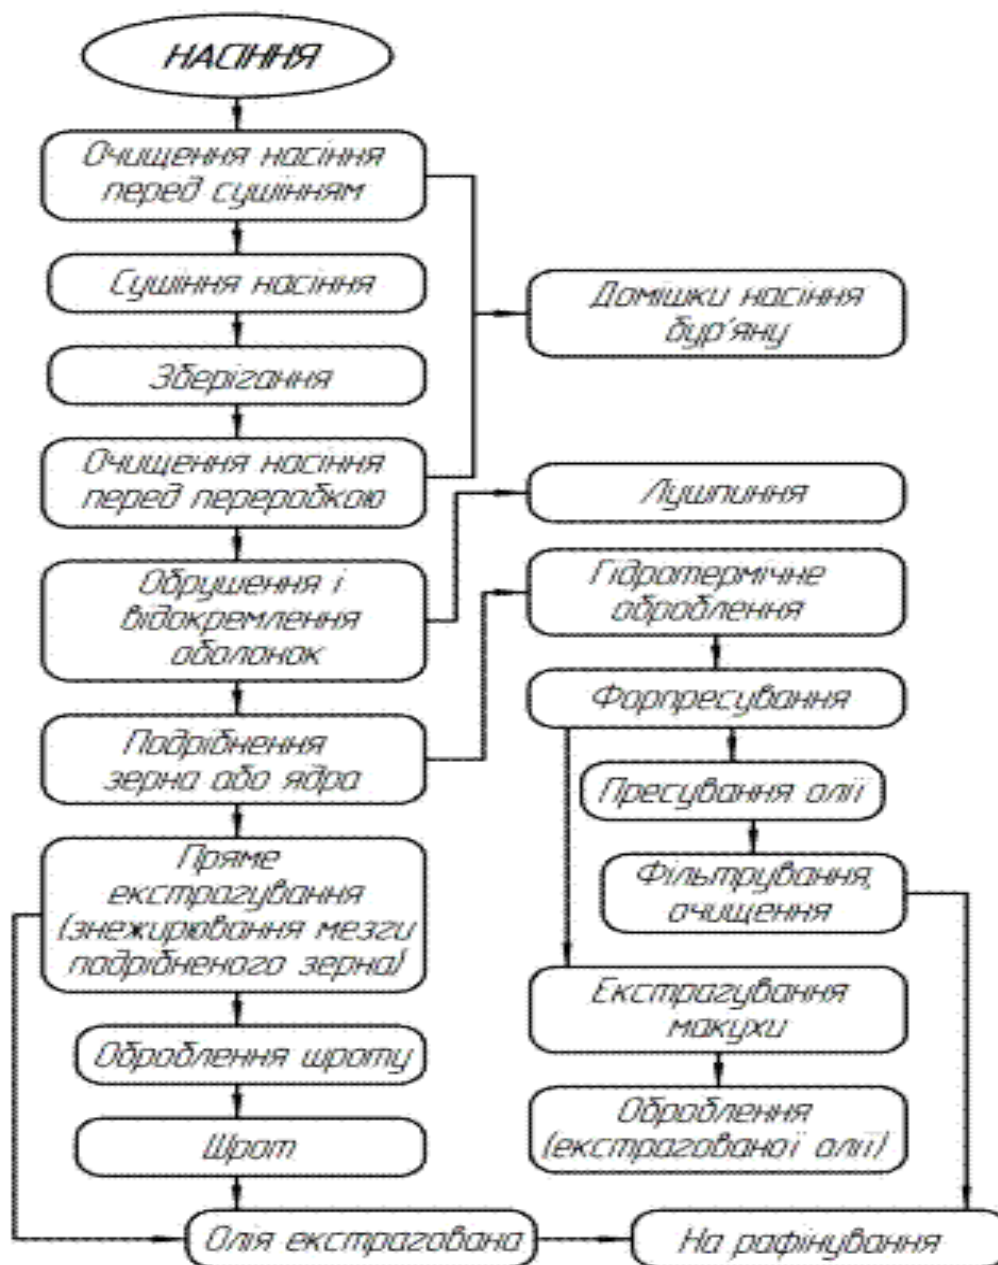 НАСІННЯ
Очищення насіння
перед сушінням
Сушіння насіння
Домішки насіння
бур'яну
Зберігання
Очищення насіння
перед переробкою
Лушпиння
Обрушення і
відокремлення
оболонок
Гідротермічне
оброблення
Форпресування
Подрібнення
зерна або ядра
Пресування олії
Пряме
екстрагування
(знежирювання мезги
подрібненого зерна)
Фільтрування,
очищення
Екстрагування
макухи
Оброблення шроту
Оброблення
(екстрагованої олії)
Шрот
Олія екстрагована
На рафінування